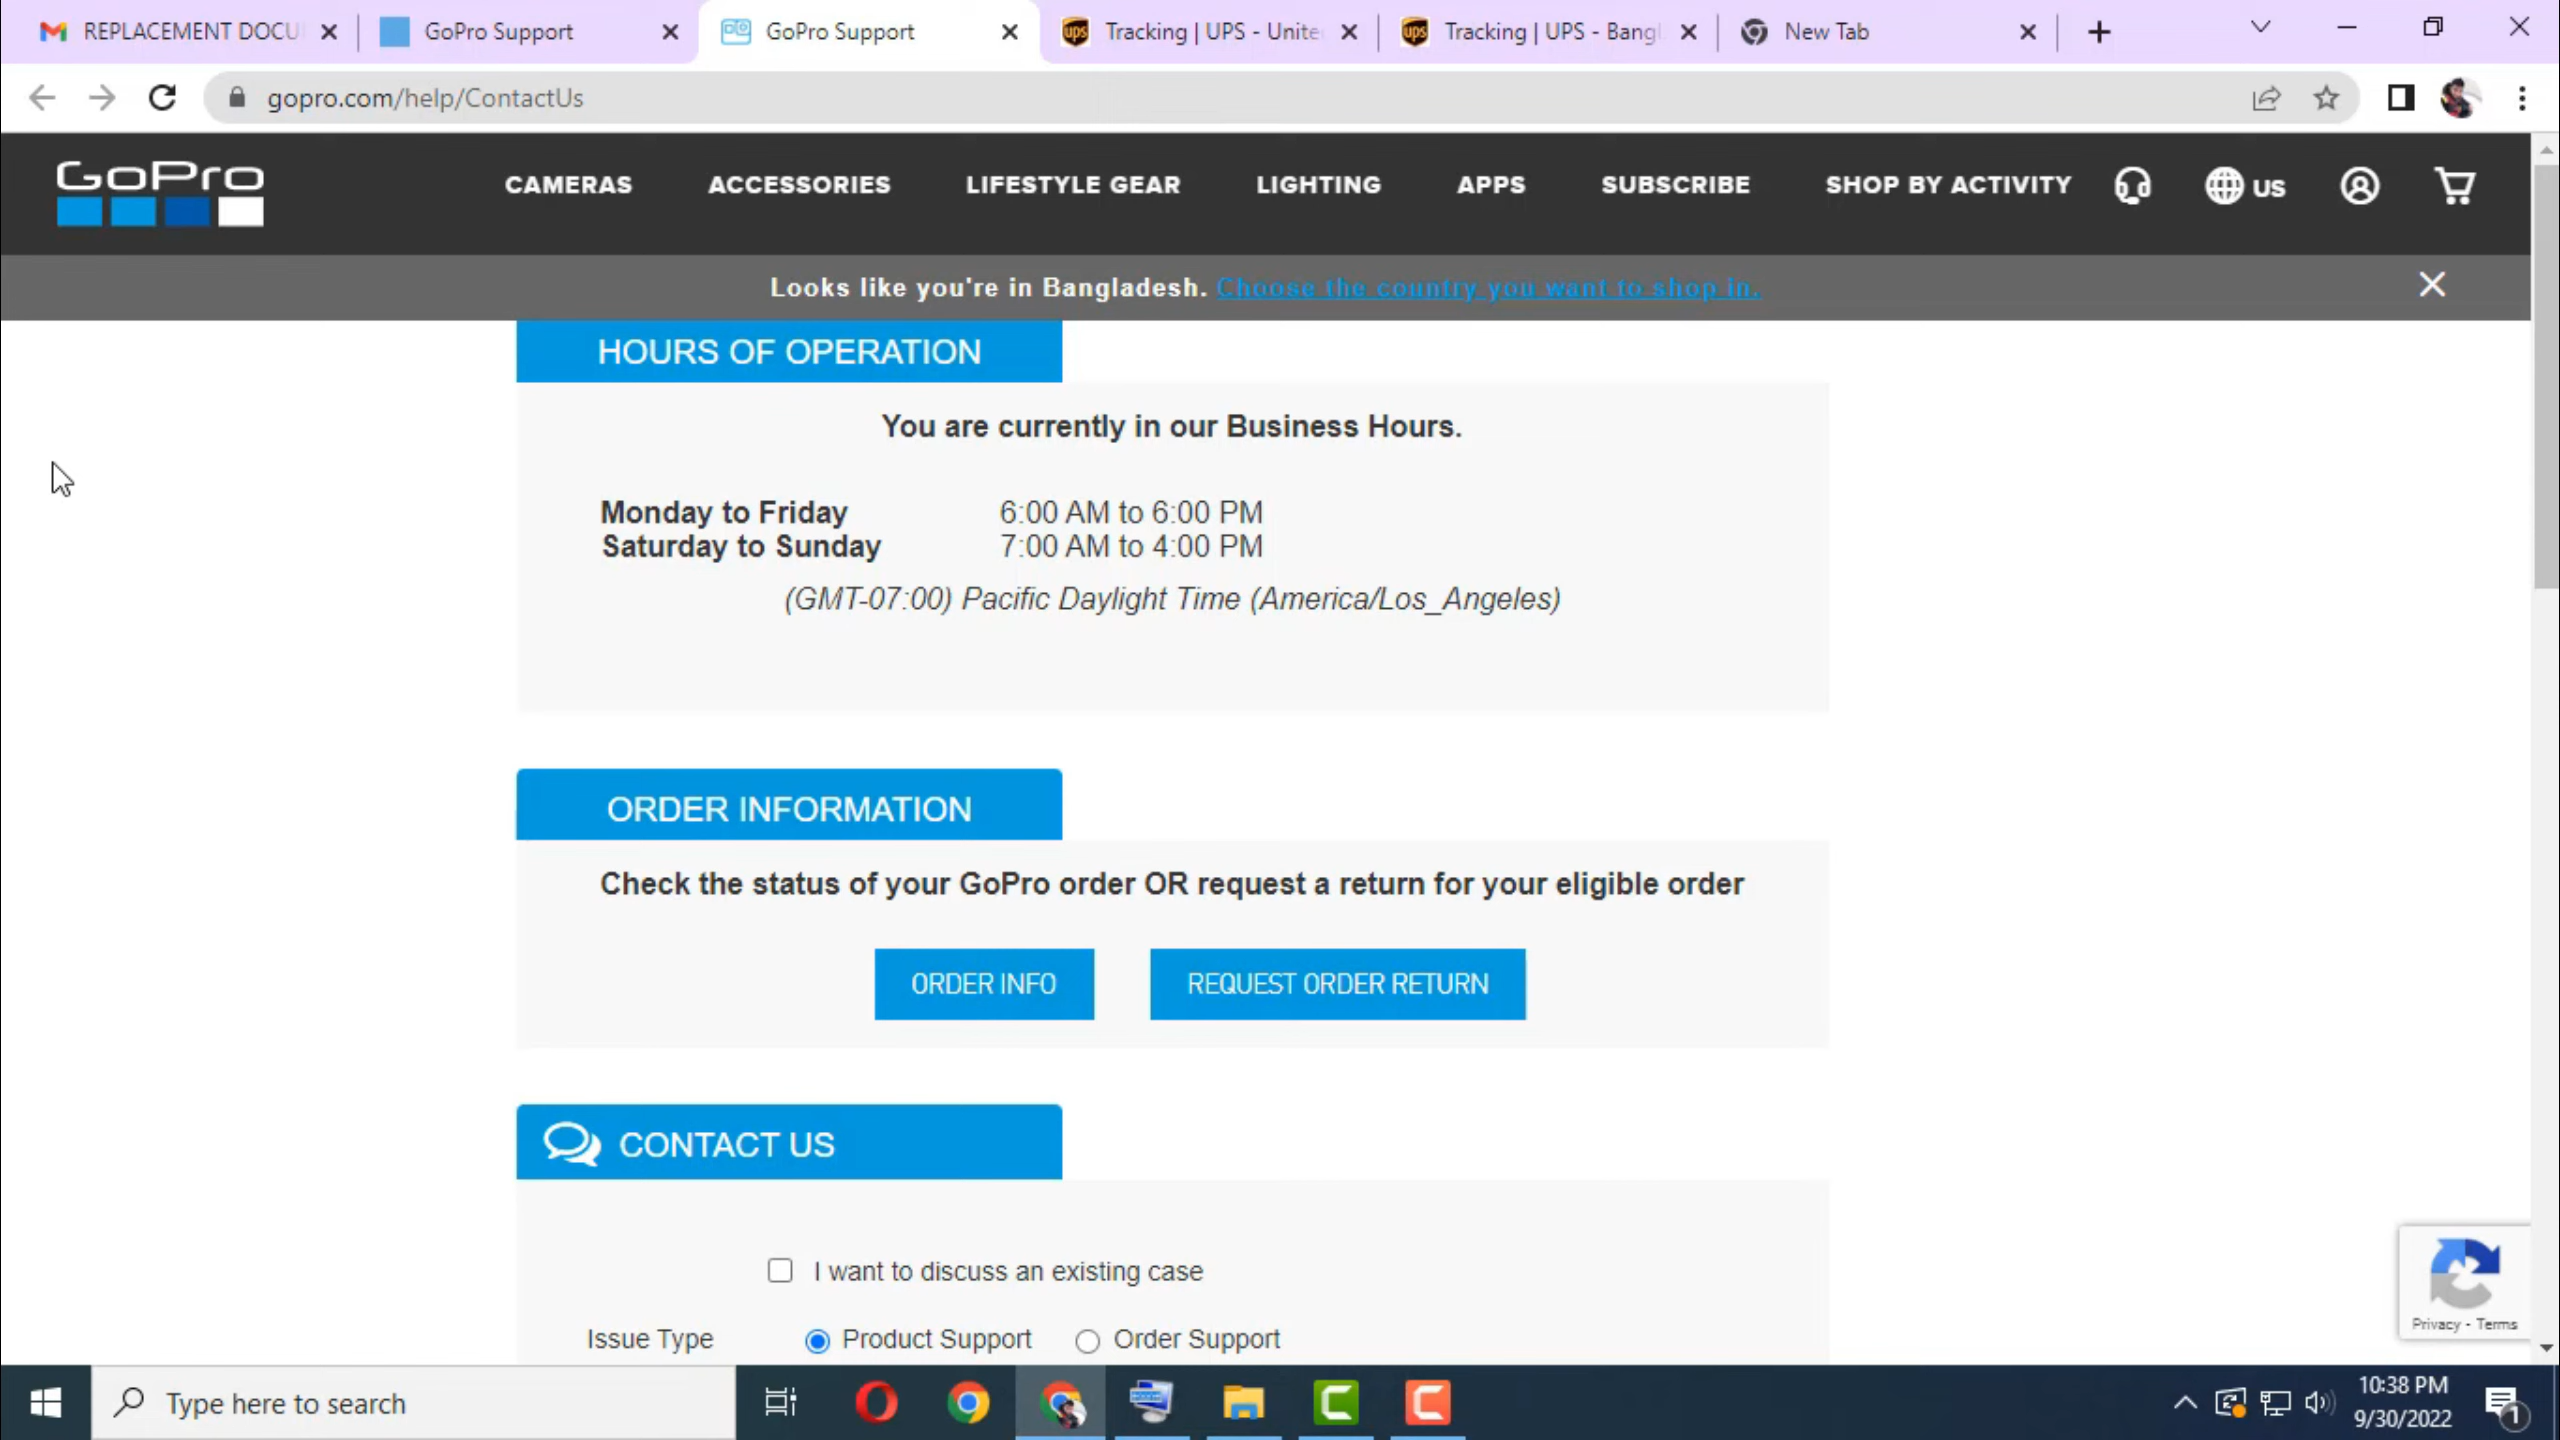 REPLACEMENT DOCU
GoPro Support
GoPro Support
Tracking | UPS - Unite
Tracking | UPS - Bangl
New Tab
gopro.com/help/ContactUs
GoPro
CAMERAS
ACCESSORIES
LIFESTYLE GEAR
LIGHTING
APPS
SUBSCRIBE
SHOP BY ACTIVITY
US
Looks like you're in Bangladesh. Choose the country you want to shop in.
HOURS OF OPERATION
You are currently in our Business Hours.
Monday to Friday 6:00 AM to 6:00 PM
Saturday to Sunday 7:00 AM to 4:00 PM
(GMT-07:00) Pacific Daylight Time (America/Los_Angeles)
ORDER INFORMATION
Check the status of your GoPro order OR request a return for your eligible order
ORDER INFO
REQUEST ORDER RETURN
CONTACT US
I want to discuss an existing case
Issue Type Product Support Order Support
Privacy - Terms
Type here to search
10:38 PM
9/30/2022
1